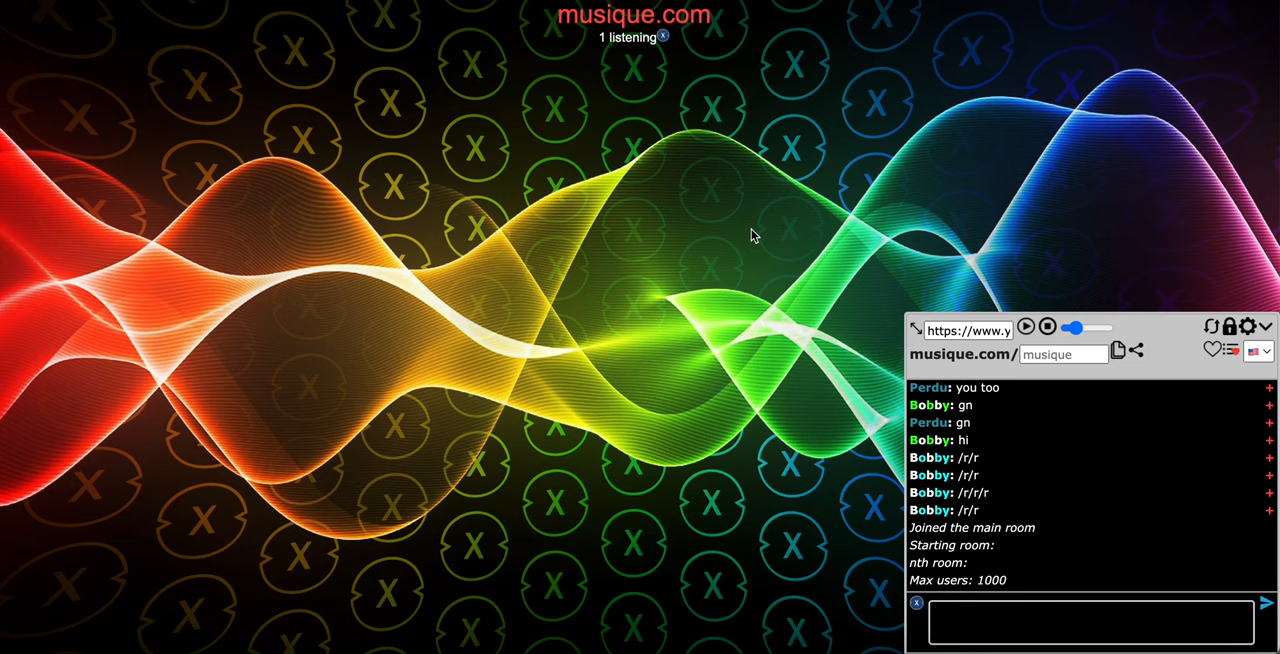 musique.com
1 listening
https://www.y
musique.com/ musique
Perdu: you too +
Bobby: gn +
Perdu: gn +
Bobby: hi +
Bobby: /r/r +
Bobby: /r/r +
Bobby: /r/r/r +
Bobby: /r/r +
Joined the main room
Starting room:
nth room:
Max users: 1000